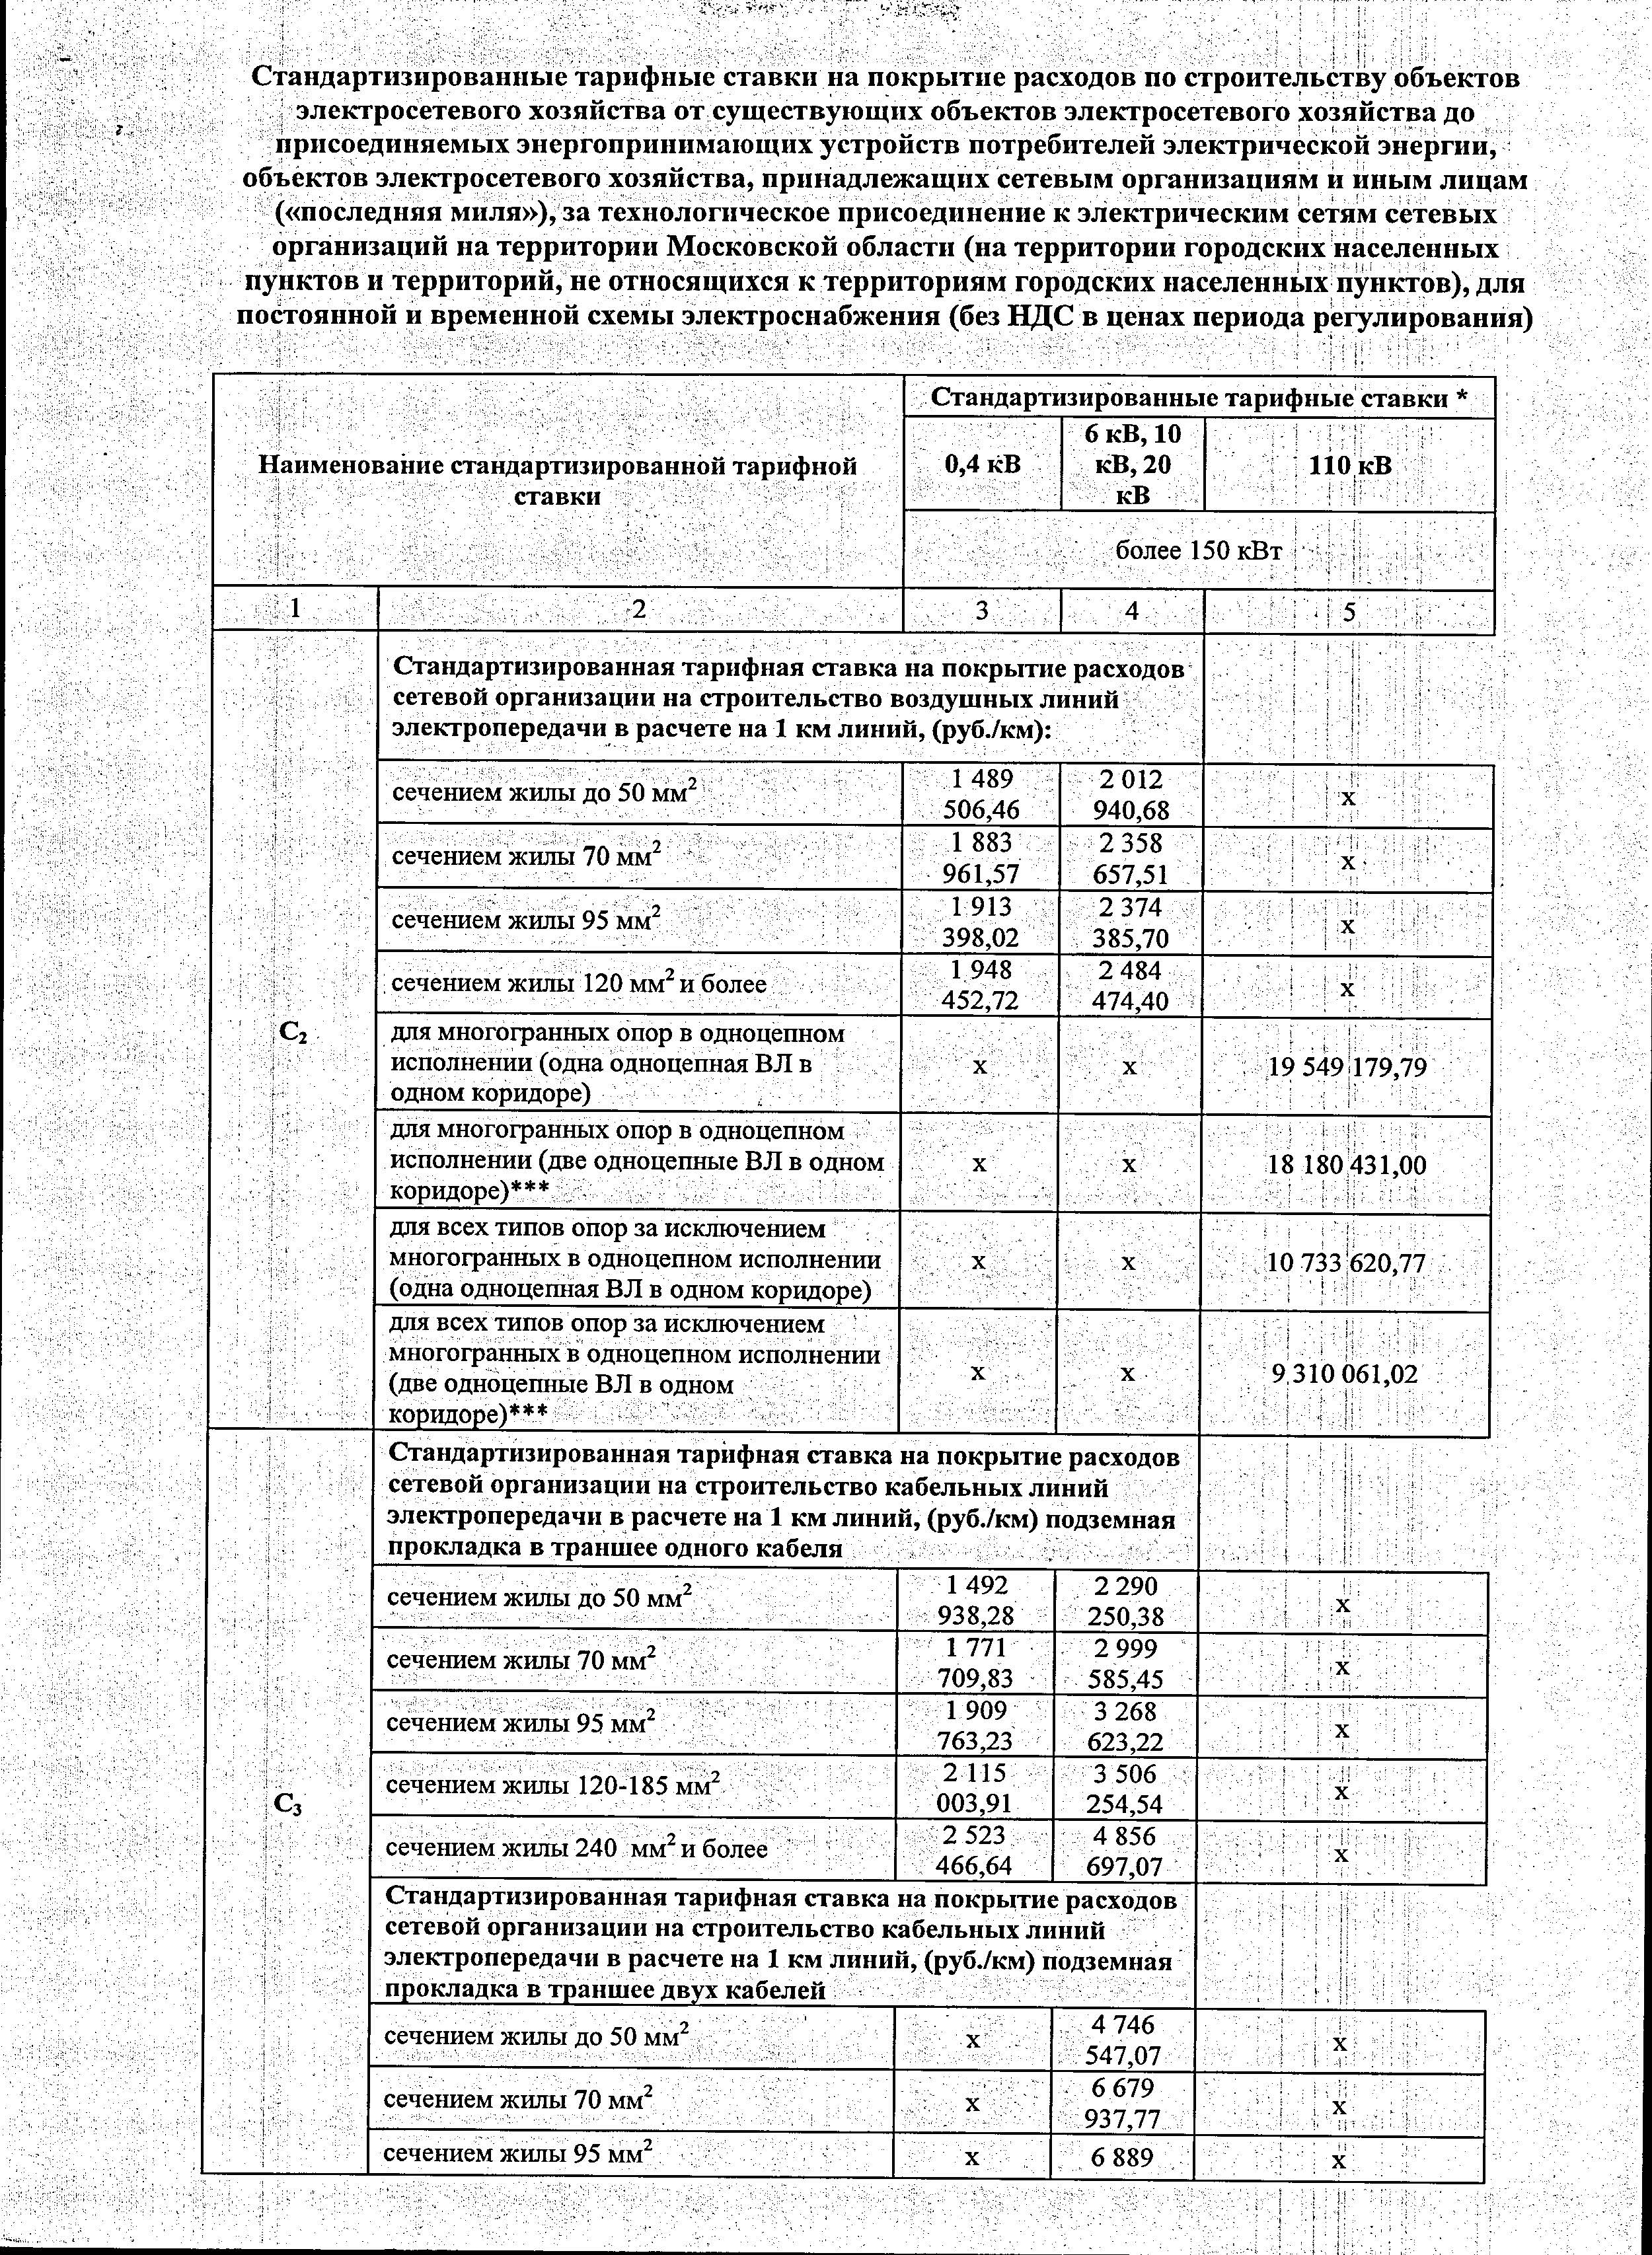 Стандартизированные тарифные ставки на покрытие расходов по строительству объектов
электросетевого хозяйства от существующих объектов электросетевого хозяйства до
присоединяемых энергопринимающих устройств потребителей электрической энергии,
объектов электросетевого хозяйства, принадлежащих сетевым организациям и иным лицам
(«последняя миля»), за технологическое присоединение к электрическим сетям сетевых
организаций на территории Московской области (на территории городских населенных
пунктов и территорий, не относящихся к территориям городских населенных пунктов), для
постоянной и временной схемы электроснабжения (без НДС в ценах периода регулирования)
Наименование стандартизированной тарифной
ставки
Стандартизированные тарифные ставки *
0,4 кВ
6 кВ, 10
кВ, 20
кВ
110 кВ
более 150 кВт
1 2 3 4 5
С₂
Стандартизированная тарифная ставка на покрытие расходов
сетевой организации на строительство воздушных линий
электропередачи в расчете на 1 км линий, (руб./км):
сечением жилы до 50 мм²
1 489
506,46
2 012
940,68
х
сечением жилы 70 мм²
1 883
961,57
2 358
657,51
х
сечением жилы 95 мм²
1 913
398,02
2 374
385,70
х
сечением жилы 120 мм² и более
1 948
452,72
2 484
474,40
х
для многогранных опор в одноцепном
исполнении (одна одноцепная ВЛ в
одном коридоре)
х
х
19 549 179,79
для многогранных опор в одноцепном
исполнении (две одноцепные ВЛ в одном
коридоре)***
х
х
18 180 431,00
для всех типов опор за исключением
многогранных в одноцепном исполнении
(одна одноцепная ВЛ в одном коридоре)
х
х
10 733 620,77
для всех типов опор за исключением
многогранных в одноцепном исполнении
(две одноцепные ВЛ в одном
коридоре)***
х
х
9 310 061,02
С₃
Стандартизированная тарифная ставка на покрытие расходов
сетевой организации на строительство кабельных линий
электропередачи в расчете на 1 км линий, (руб./км) подземная
прокладка в траншее одного кабеля
сечением жилы до 50 мм²
1 492
938,28
2 290
250,38
х
сечением жилы 70 мм²
1 771
709,83
2 999
585,45
х
сечением жилы 95 мм²
1 909
763,23
3 268
623,22
х
сечением жилы 120-185 мм²
2 115
003,91
3 506
254,54
х
сечением жилы 240 мм² и более
2 523
466,64
4 856
697,07
х
Стандартизированная тарифная ставка на покрытие расходов
сетевой организации на строительство кабельных линий
электропередачи в расчете на 1 км линий, (руб./км) подземная
прокладка в траншее двух кабелей
сечением жилы до 50 мм²
х
4 746
547,07
х
сечением жилы 70 мм²
х
6 679
937,77
х
сечением жилы 95 мм²
х
6 889
х